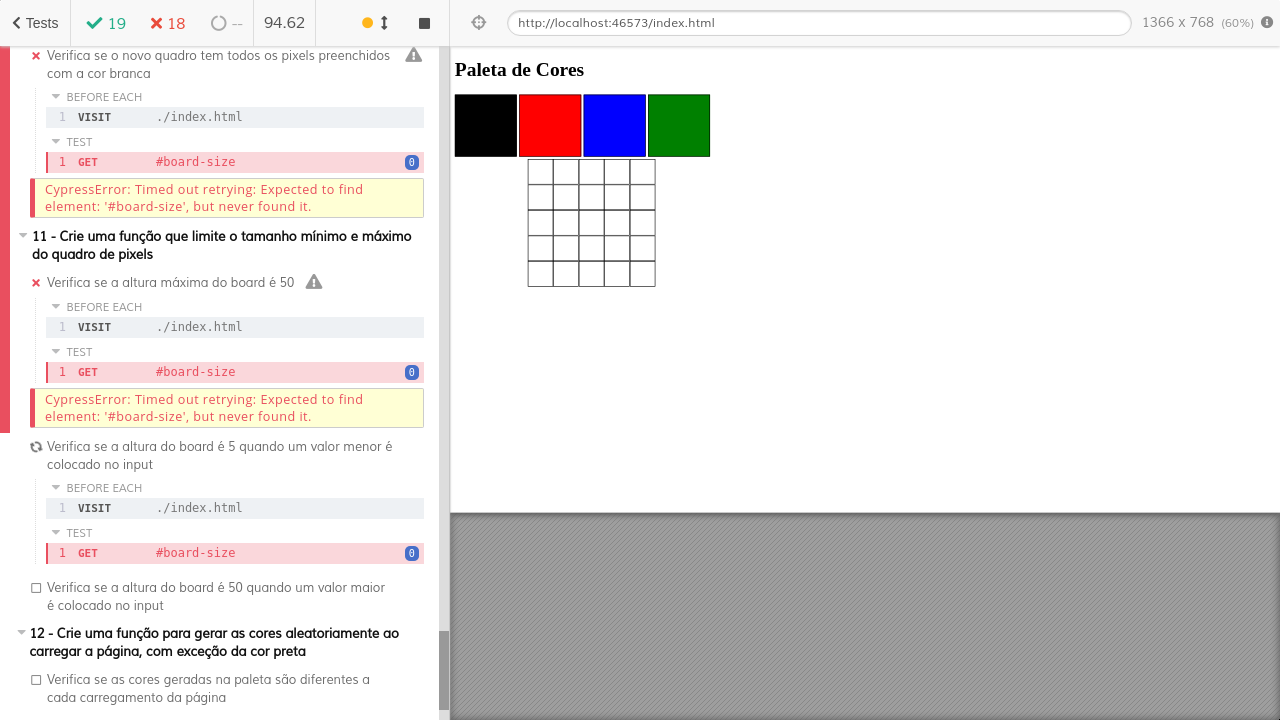 Tests 19 18 -- 94.62 http://localhost:46573/index.html 1366 x 768 (60%)
Verifica se o novo quadro tem todos os pixels preenchidos
com a cor branca
BEFORE EACH
1 VISIT ./index.html
TEST
1 GET #board-size 0
CypressError: Timed out retrying: Expected to find
element: '#board-size', but never found it.
11 - Crie uma função que limite o tamanho mínimo e máximo
do quadro de pixels
Verifica se a altura máxima do board é 50
BEFORE EACH
1 VISIT ./index.html
TEST
1 GET #board-size 0
CypressError: Timed out retrying: Expected to find
element: '#board-size', but never found it.
Verifica se a altura do board é 5 quando um valor menor é
colocado no input
BEFORE EACH
1 VISIT ./index.html
TEST
1 GET #board-size 0
Verifica se a altura do board é 50 quando um valor maior
é colocado no input
12 - Crie uma função para gerar as cores aleatoriamente ao
carregar a página, com exceção da cor preta
Verifica se as cores geradas na paleta são diferentes a
cada carregamento da página
Paleta de Cores